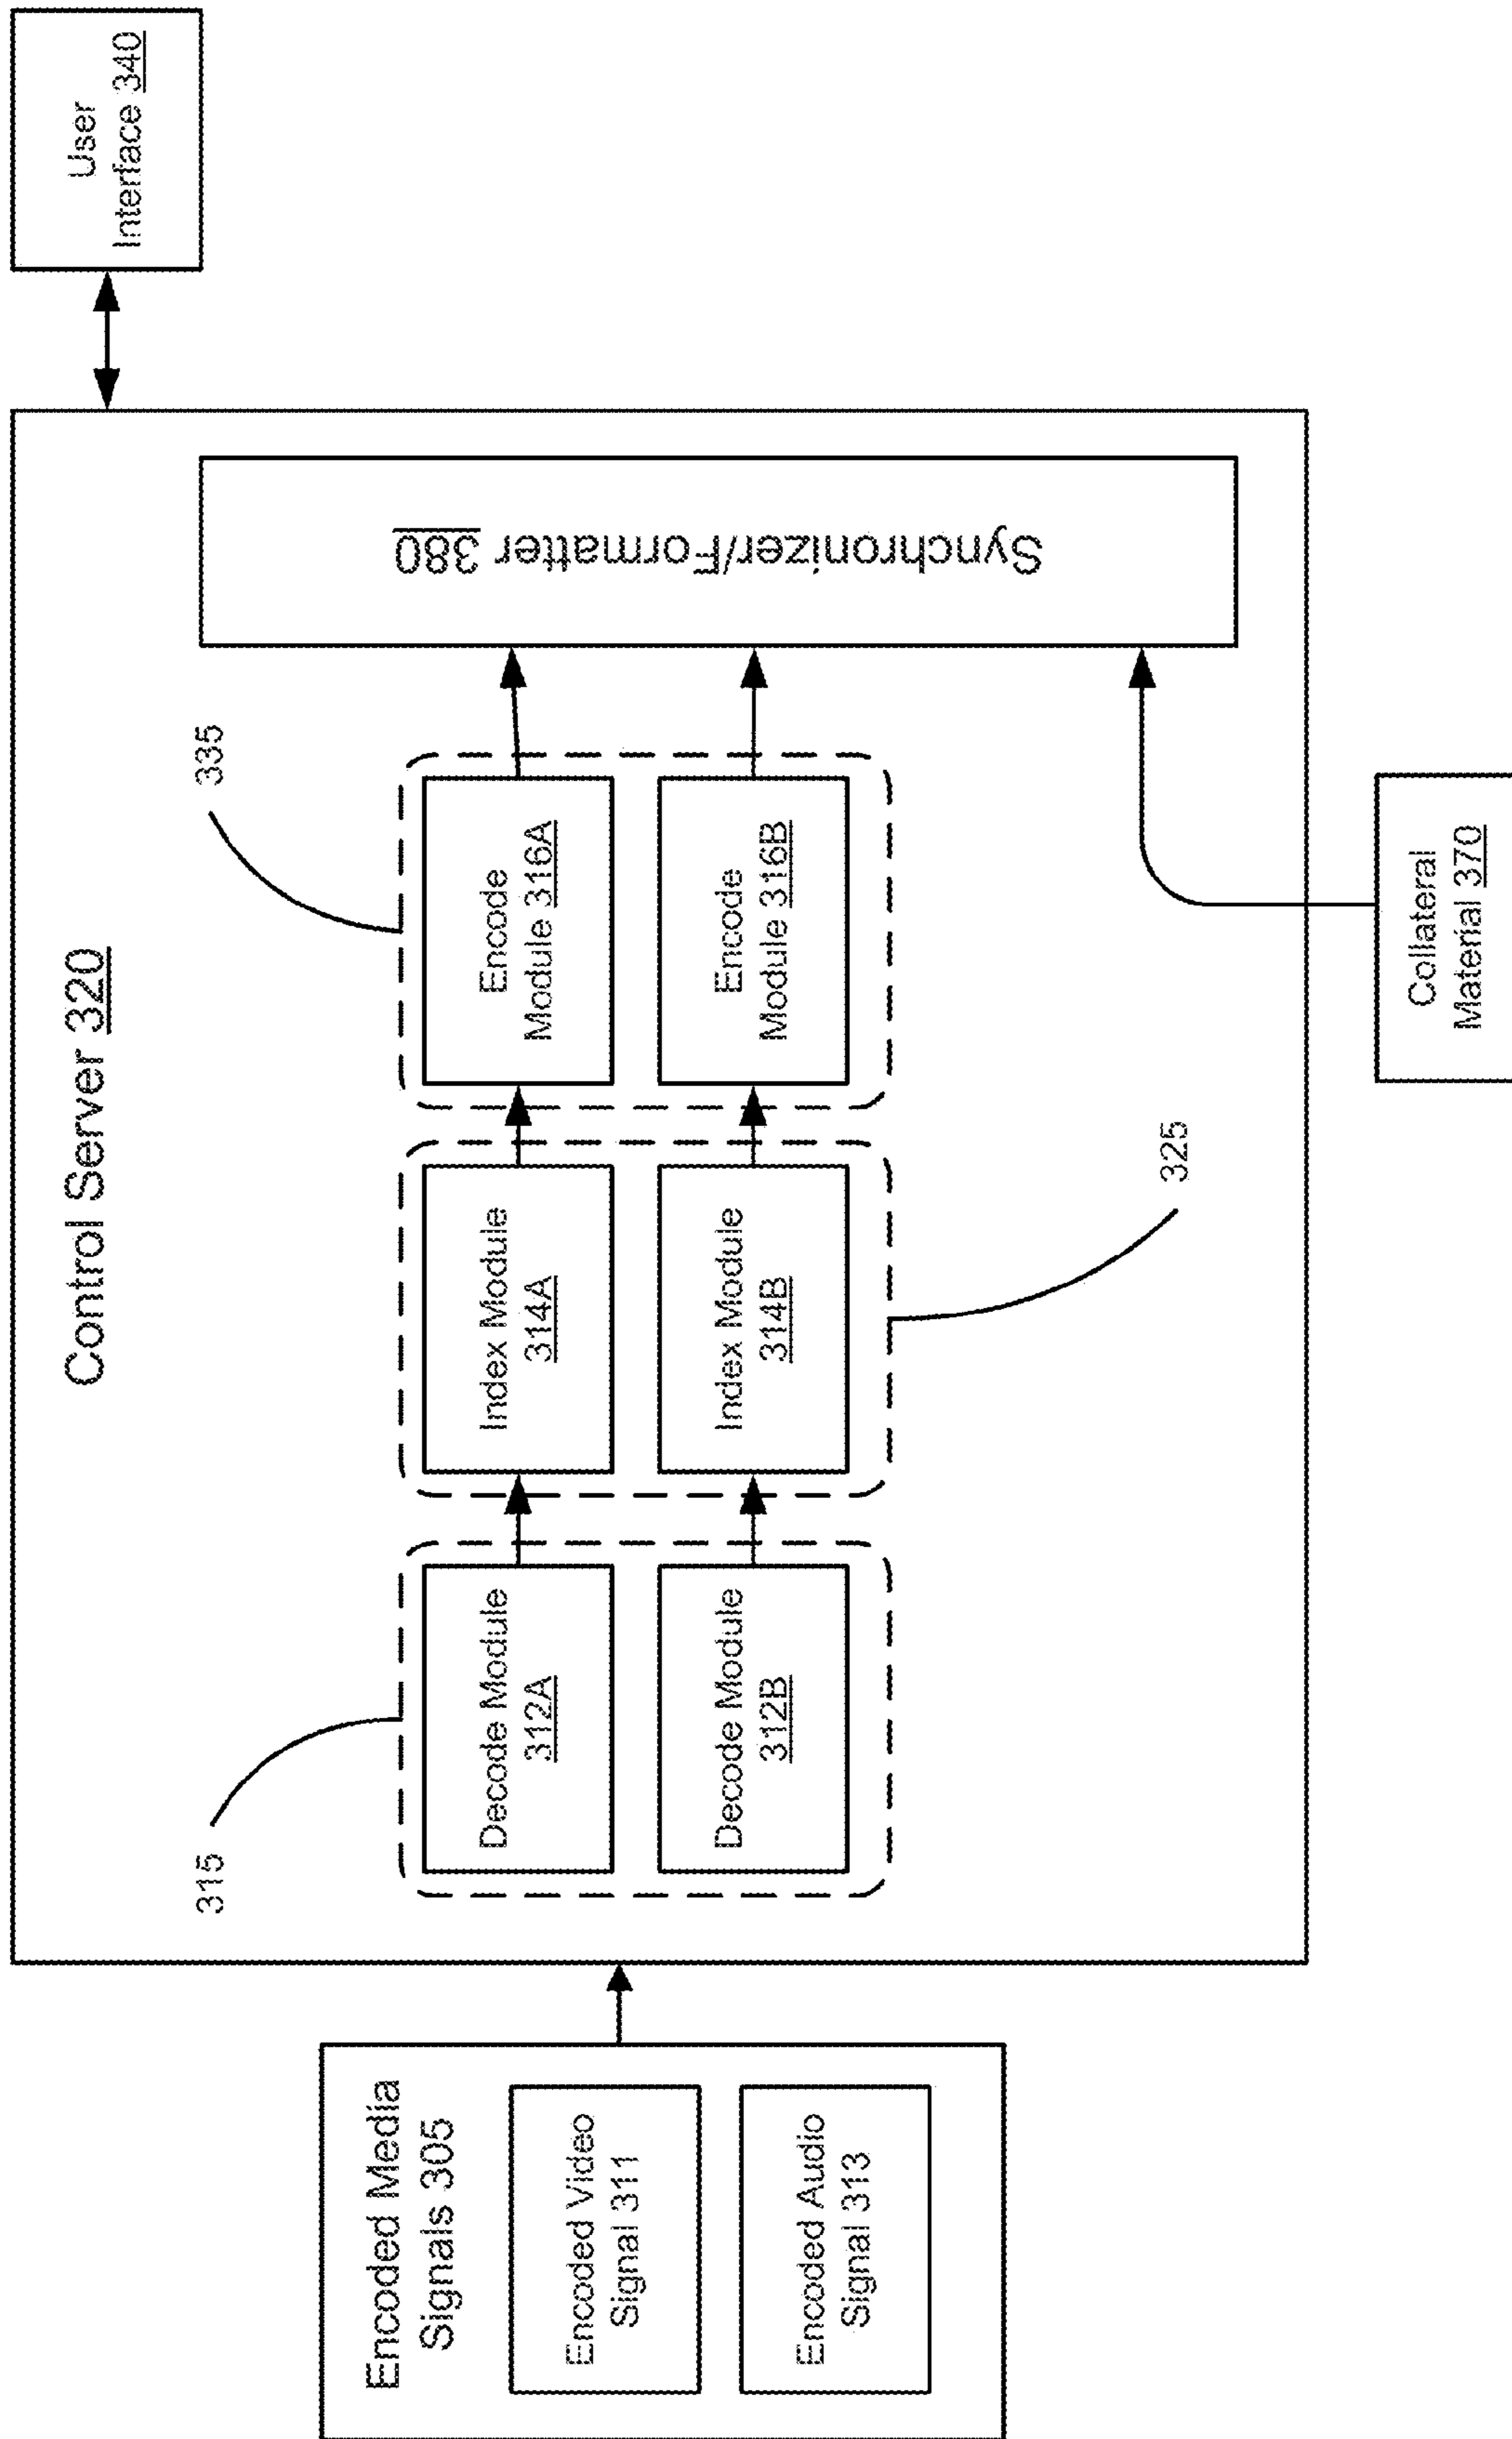 Control Server 320
User
Interface 340
Encoded Media
Signals 305
Encoded Video
Signal 311
Encoded Audio
Signal 313
315
Decode Module
312A
Decode Module
312B
Index Module
314A
Index Module
314B
325
335
Encode
Module 316A
Encode
Module 316B
Synchronizer/Formatter 380
Collateral
Material 370